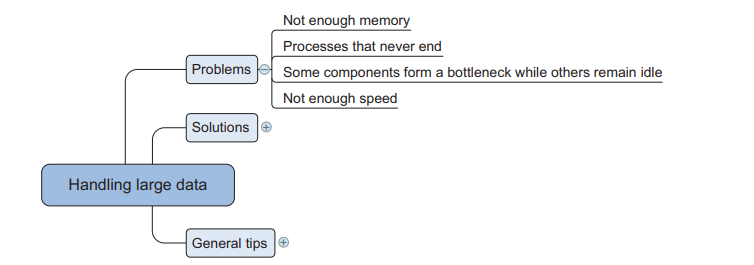 Not enough memory
Processes that never end
Problems
Some components form a bottleneck while others remain idle
Not enough speed
Solutions
Handling large data
General tips